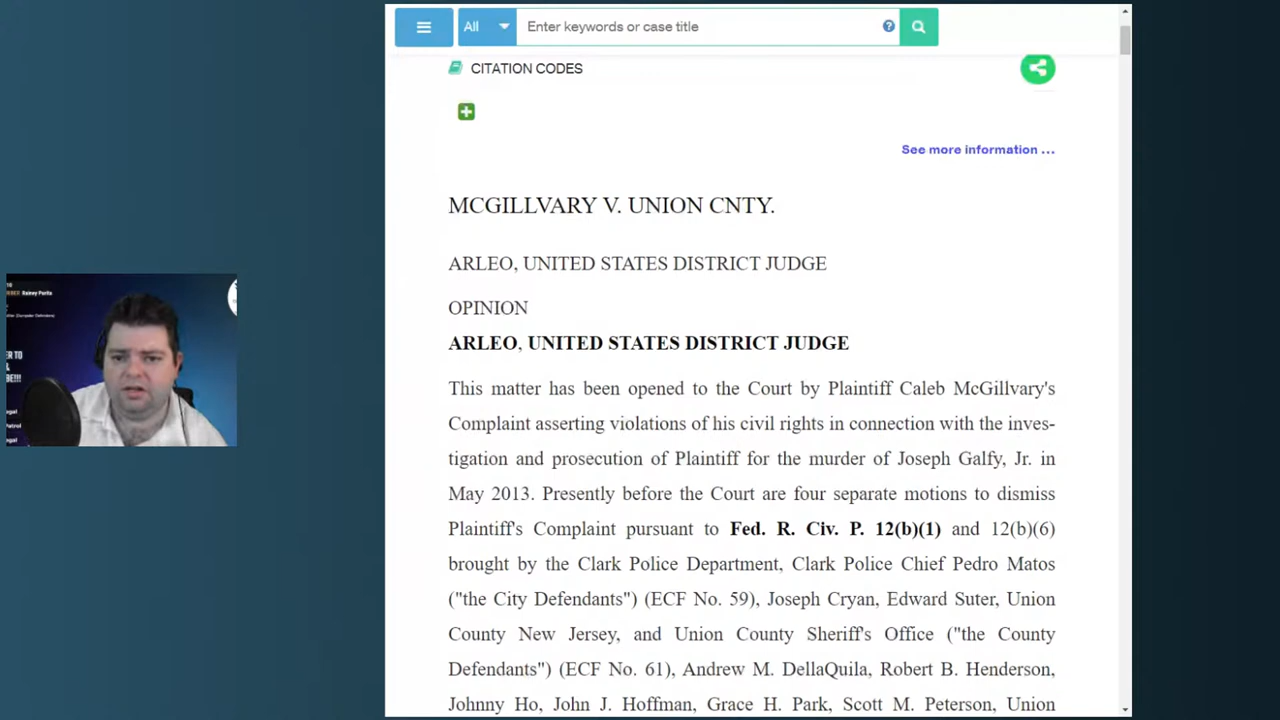 All
Enter keywords or case title
CITATION CODES
See more information ...
MCGILLVARY V. UNION CNTY.
ARLEO, UNITED STATES DISTRICT JUDGE
OPINION
ARLEO, UNITED STATES DISTRICT JUDGE
This matter has been opened to the Court by Plaintiff Caleb McGillvary's
Complaint asserting violations of his civil rights in connection with the inves-
tigation and prosecution of Plaintiff for the murder of Joseph Galfy, Jr. in
May 2013. Presently before the Court are four separate motions to dismiss
Plaintiff's Complaint pursuant to Fed. R. Civ. P. 12(b)(1) and 12(b)(6)
brought by the Clark Police Department, Clark Police Chief Pedro Matos
("the City Defendants") (ECF No. 59), Joseph Cryan, Edward Suter, Union
County New Jersey, and Union County Sheriff's Office ("the County
Defendants") (ECF No. 61), Andrew M. DellaQuila, Robert B. Henderson,
Johnny Ho, John J. Hoffman, Grace H. Park, Scott M. Peterson, Union